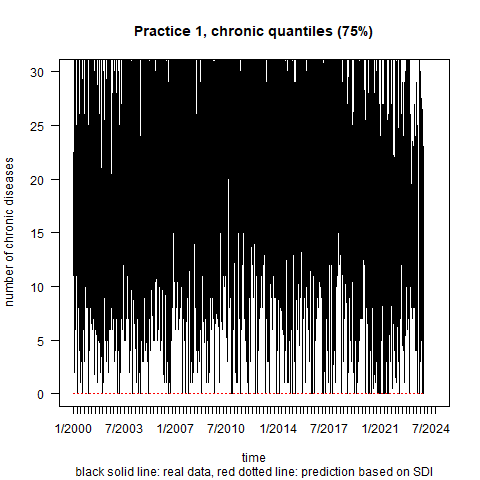 Practice 1, chronic quantiles (75%)
number of chronic diseases
30
25
20
15
10
5
0
1/2000 7/2003 1/2007 7/2010 1/2014 7/2017 1/2021 7/2024
time
black solid line: real data, red dotted line: prediction based on SDI